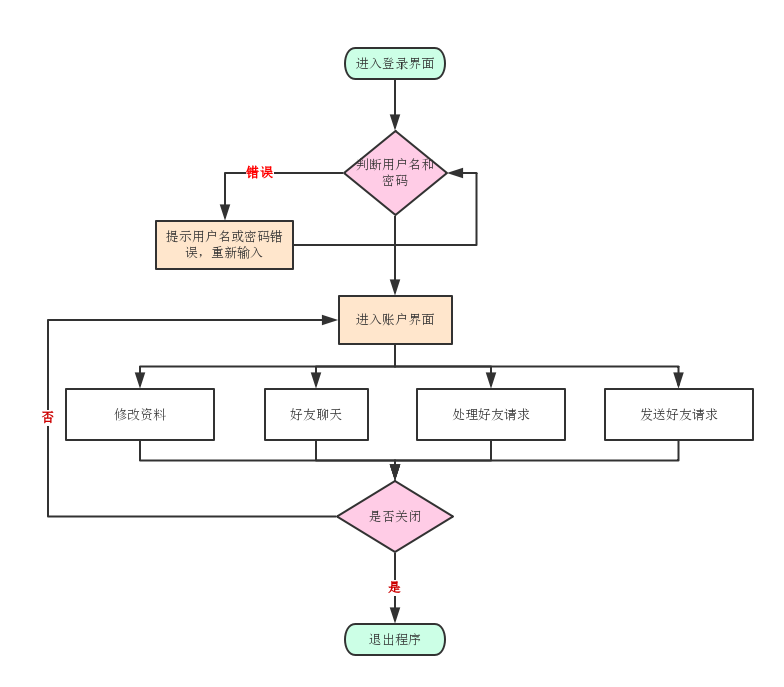 进入登录界面
判断用户名和
密码
错误
提示用户名或密码错
误，重新输入
进入账户界面
修改资料
好友聊天
处理好友请求
发送好友请求
否
是否关闭
是
退出程序